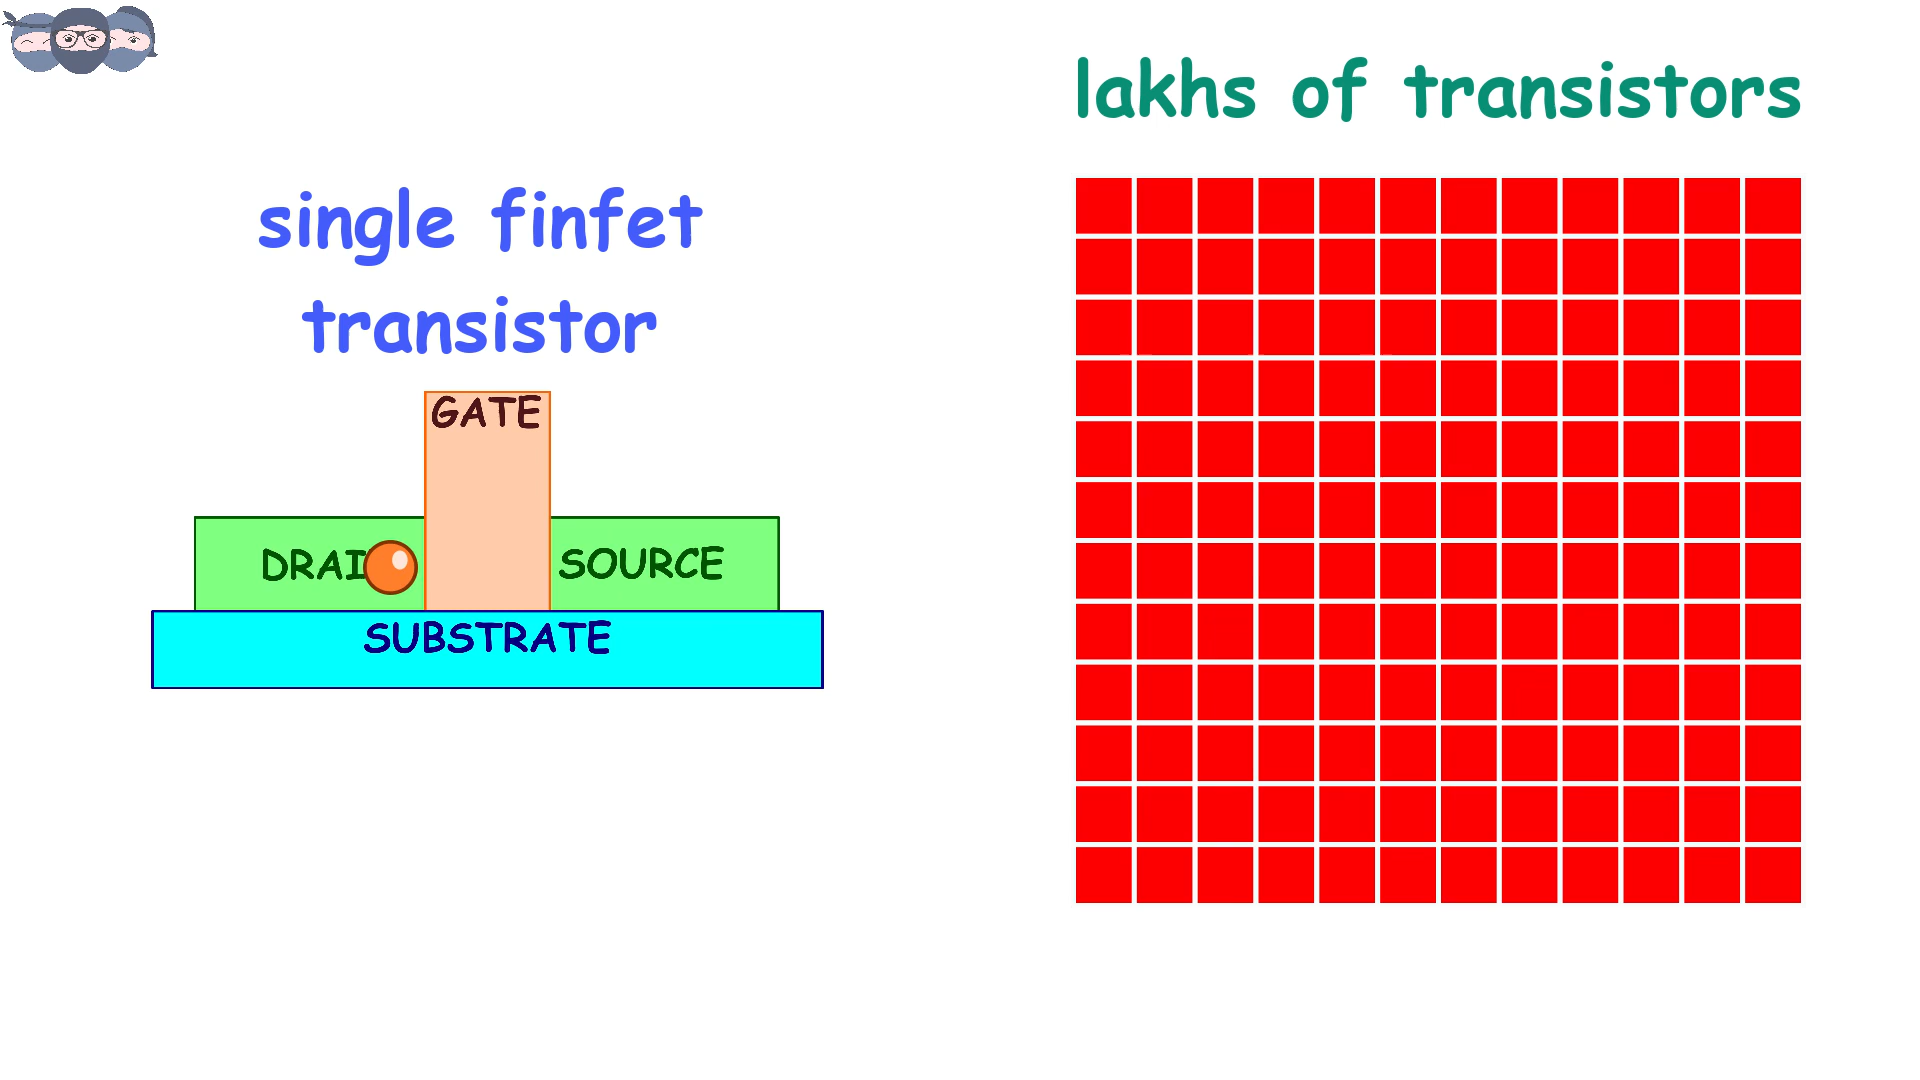 lakhs of transistors
single finfet
transistor
GATE
DRAI
SOURCE
SUBSTRATE